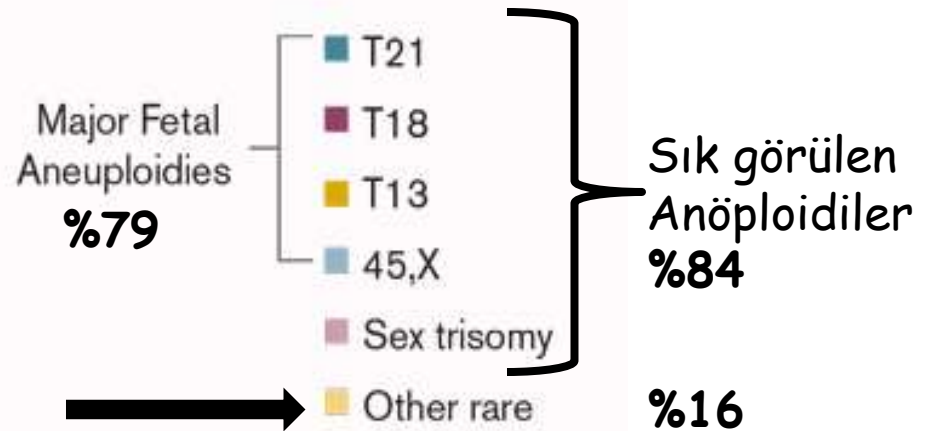 Major Fetal
Aneuploidies
%79
T21
T18
T13
45,X
Sex trisomy
Other rare
Sık görülen
Anöploidiler
%84
%16